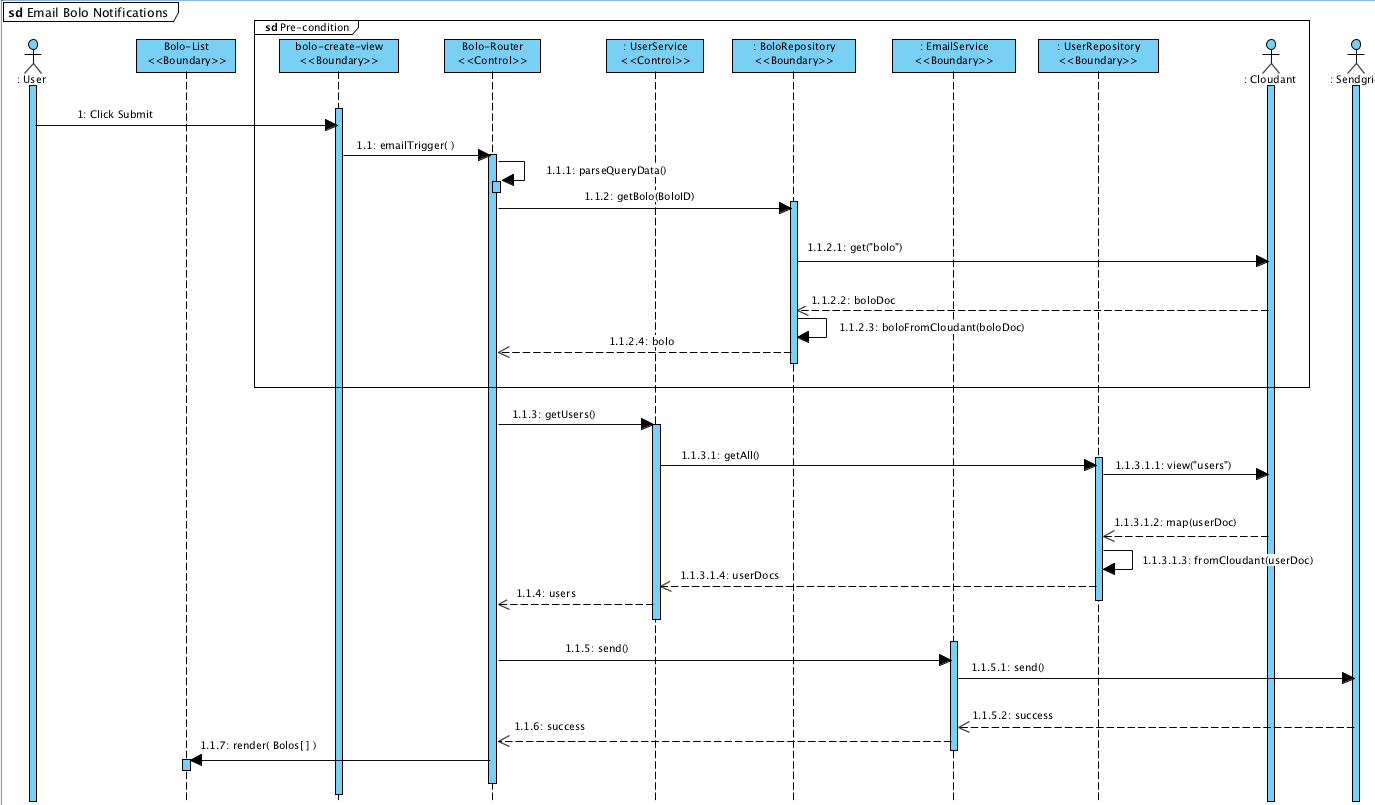 sd Email Bolo Notifications
sd Pre-condition
Bolo-List
<<Boundary>>
bolo-create-view
<<Boundary>>
Bolo-Router
<<Control>>
: UserService
<<Control>>
: BoloRepository
<<Boundary>>
: EmailService
<<Boundary>>
: UserRepository
<<Boundary>>
: User
: Cloudant
: Sendgri
1: Click Submit
1.1: emailTrigger( )
1.1.1: parseQueryData()
1.1.2: getBolo(BoloID)
1.1.2.1: get("bolo")
1.1.2.2: boloDoc
1.1.2.3: boloFromCloudant(boloDoc)
1.1.2.4: bolo
1.1.3: getUsers()
1.1.3.1: getAll()
1.1.3.1.1: view("users")
1.1.3.1.2: map(userDoc)
1.1.3.1.3: fromCloudant(userDoc)
1.1.3.1.4: userDocs
1.1.4: users
1.1.5: send()
1.1.5.1: send()
1.1.5.2: success
1.1.6: success
1.1.7: render( Bolos[ ] )